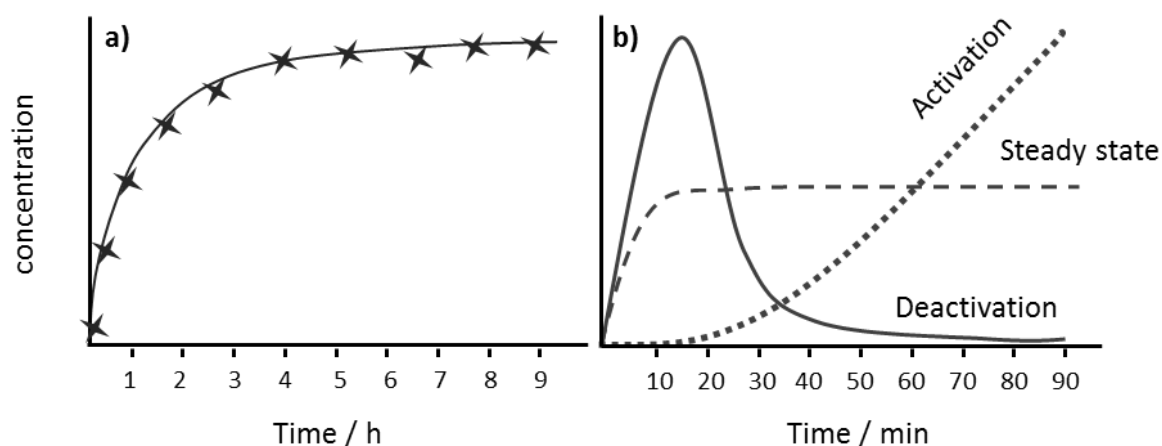 a)
concentration
1 2 3 4 5 6 7 8 9
Time / h
b)
Activation
Steady state
Deactivation
10 20 30 40 50 60 70 80 90
Time / min